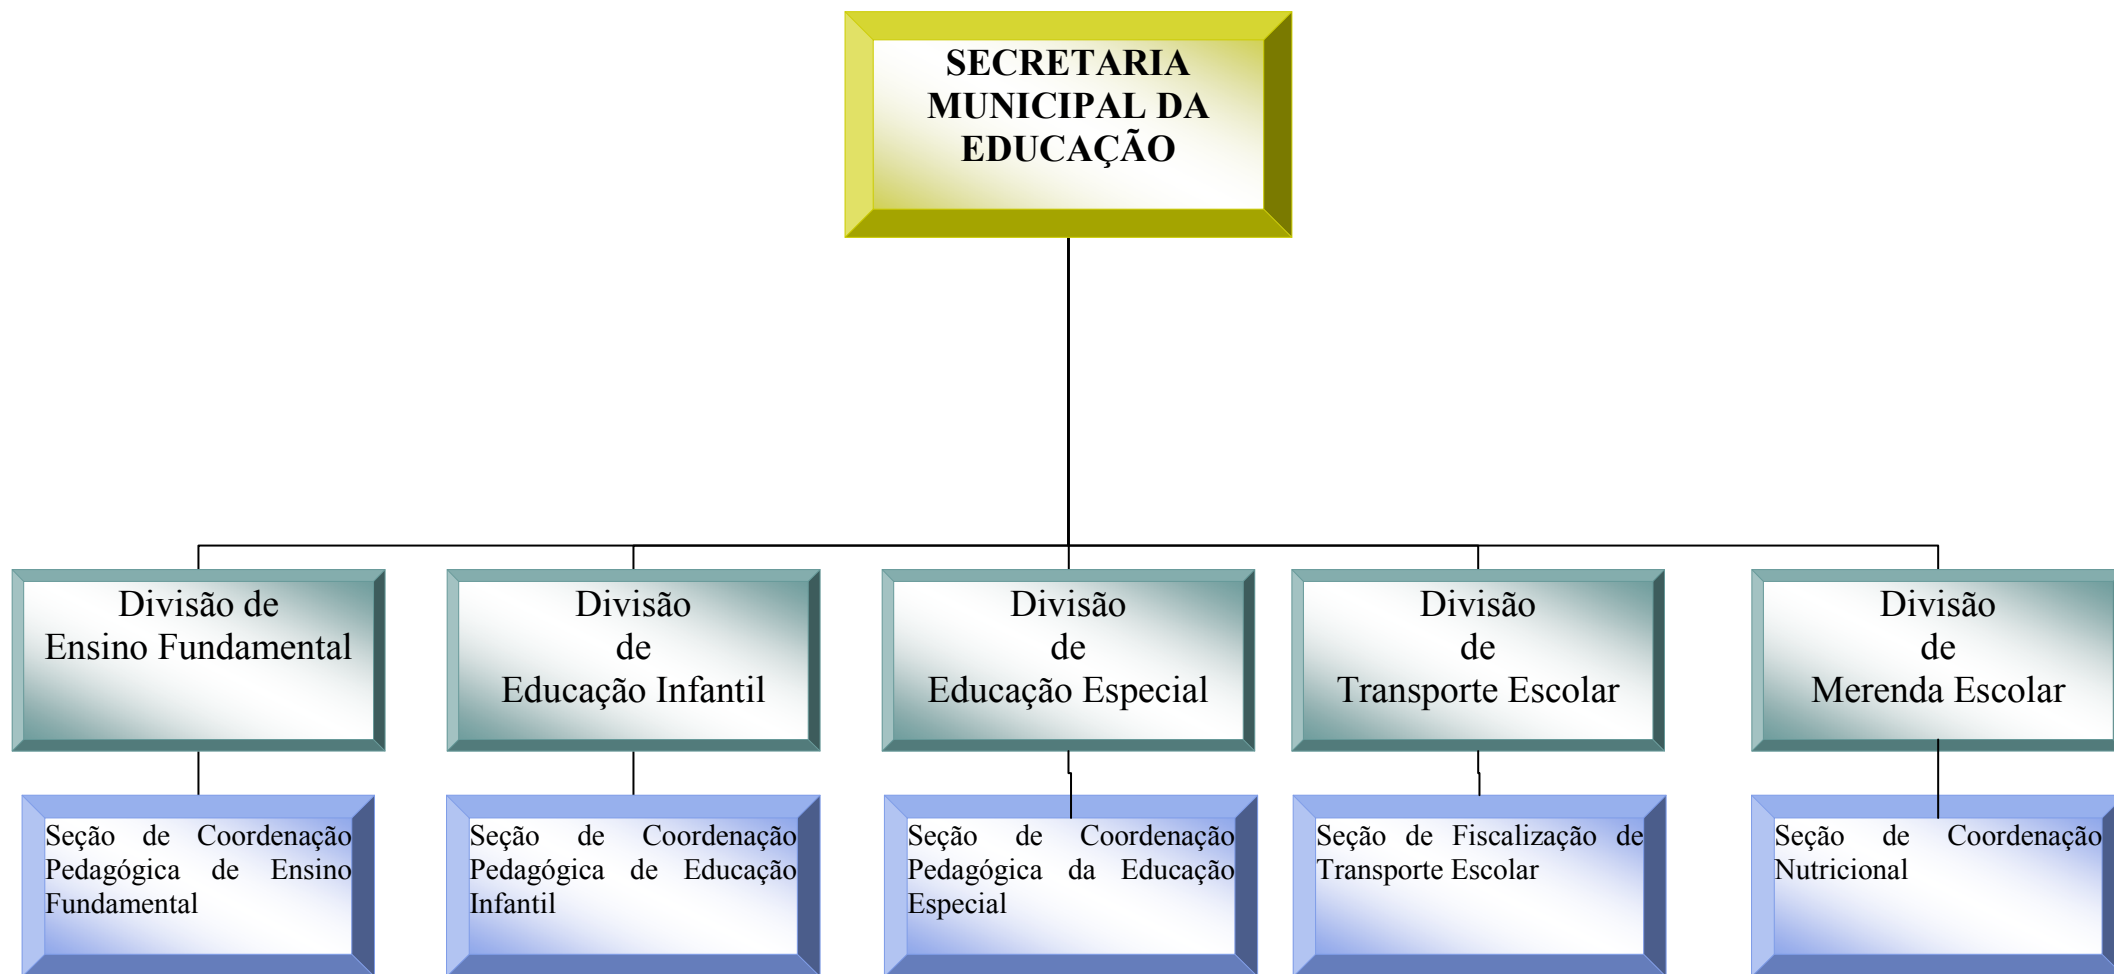 SECRETARIA
MUNICIPAL DA
EDUCAÇÃO
Divisão de
Ensino Fundamental
Divisão
de
Educação Infantil
Divisão
de
Educação Especial
Divisão
de
Transporte Escolar
Divisão
de
Merenda Escolar
Seção de Coordenação
Pedagógica de Ensino
Fundamental
Seção de Coordenação
Pedagógica de Educação
Infantil
Seção de Coordenação
Pedagógica da Educação
Especial
Seção de Fiscalização de
Transporte Escolar
Seção de Coordenação
Nutricional